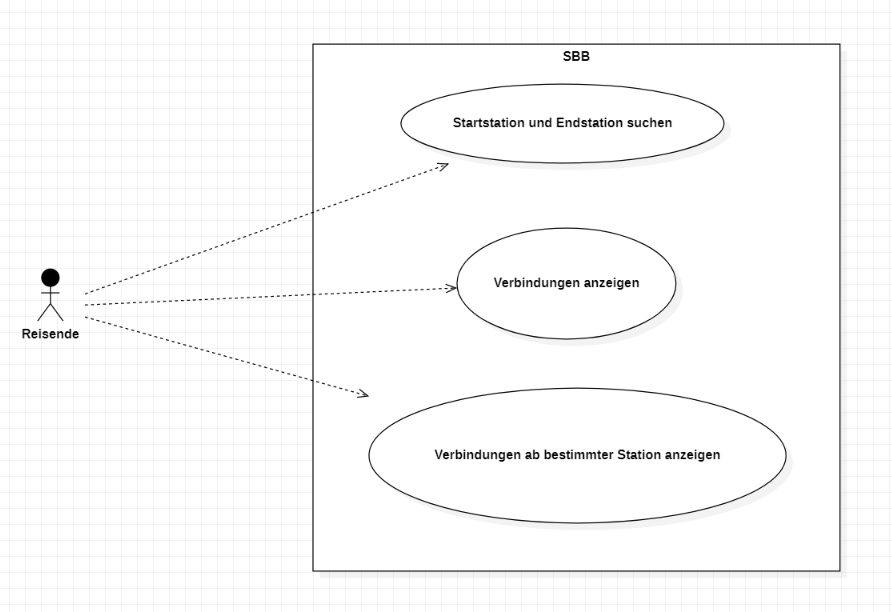 SBB
Startstation und Endstation suchen
Verbindungen anzeigen
Reisende
Verbindungen ab bestimmter Station anzeigen